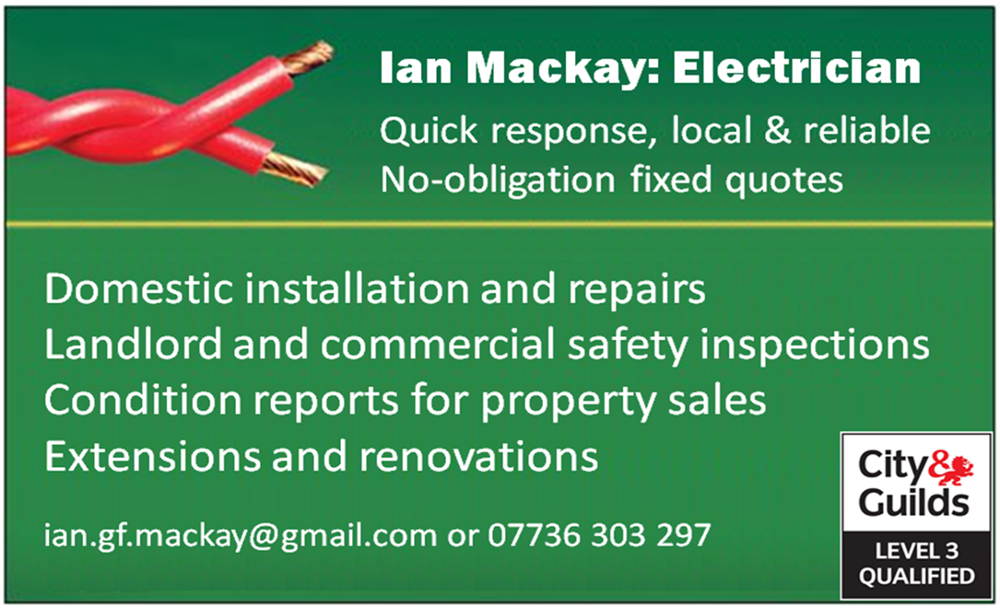 Ian Mackay: Electrician
Quick response, local & reliable
No-obligation fixed quotes
Domestic installation and repairs
Landlord and commercial safety inspections
Condition reports for property sales
Extensions and renovations
ian.gf.mackay@gmail.com or 07736 303 297
City&
Guilds
LEVEL 3
QUALIFIED